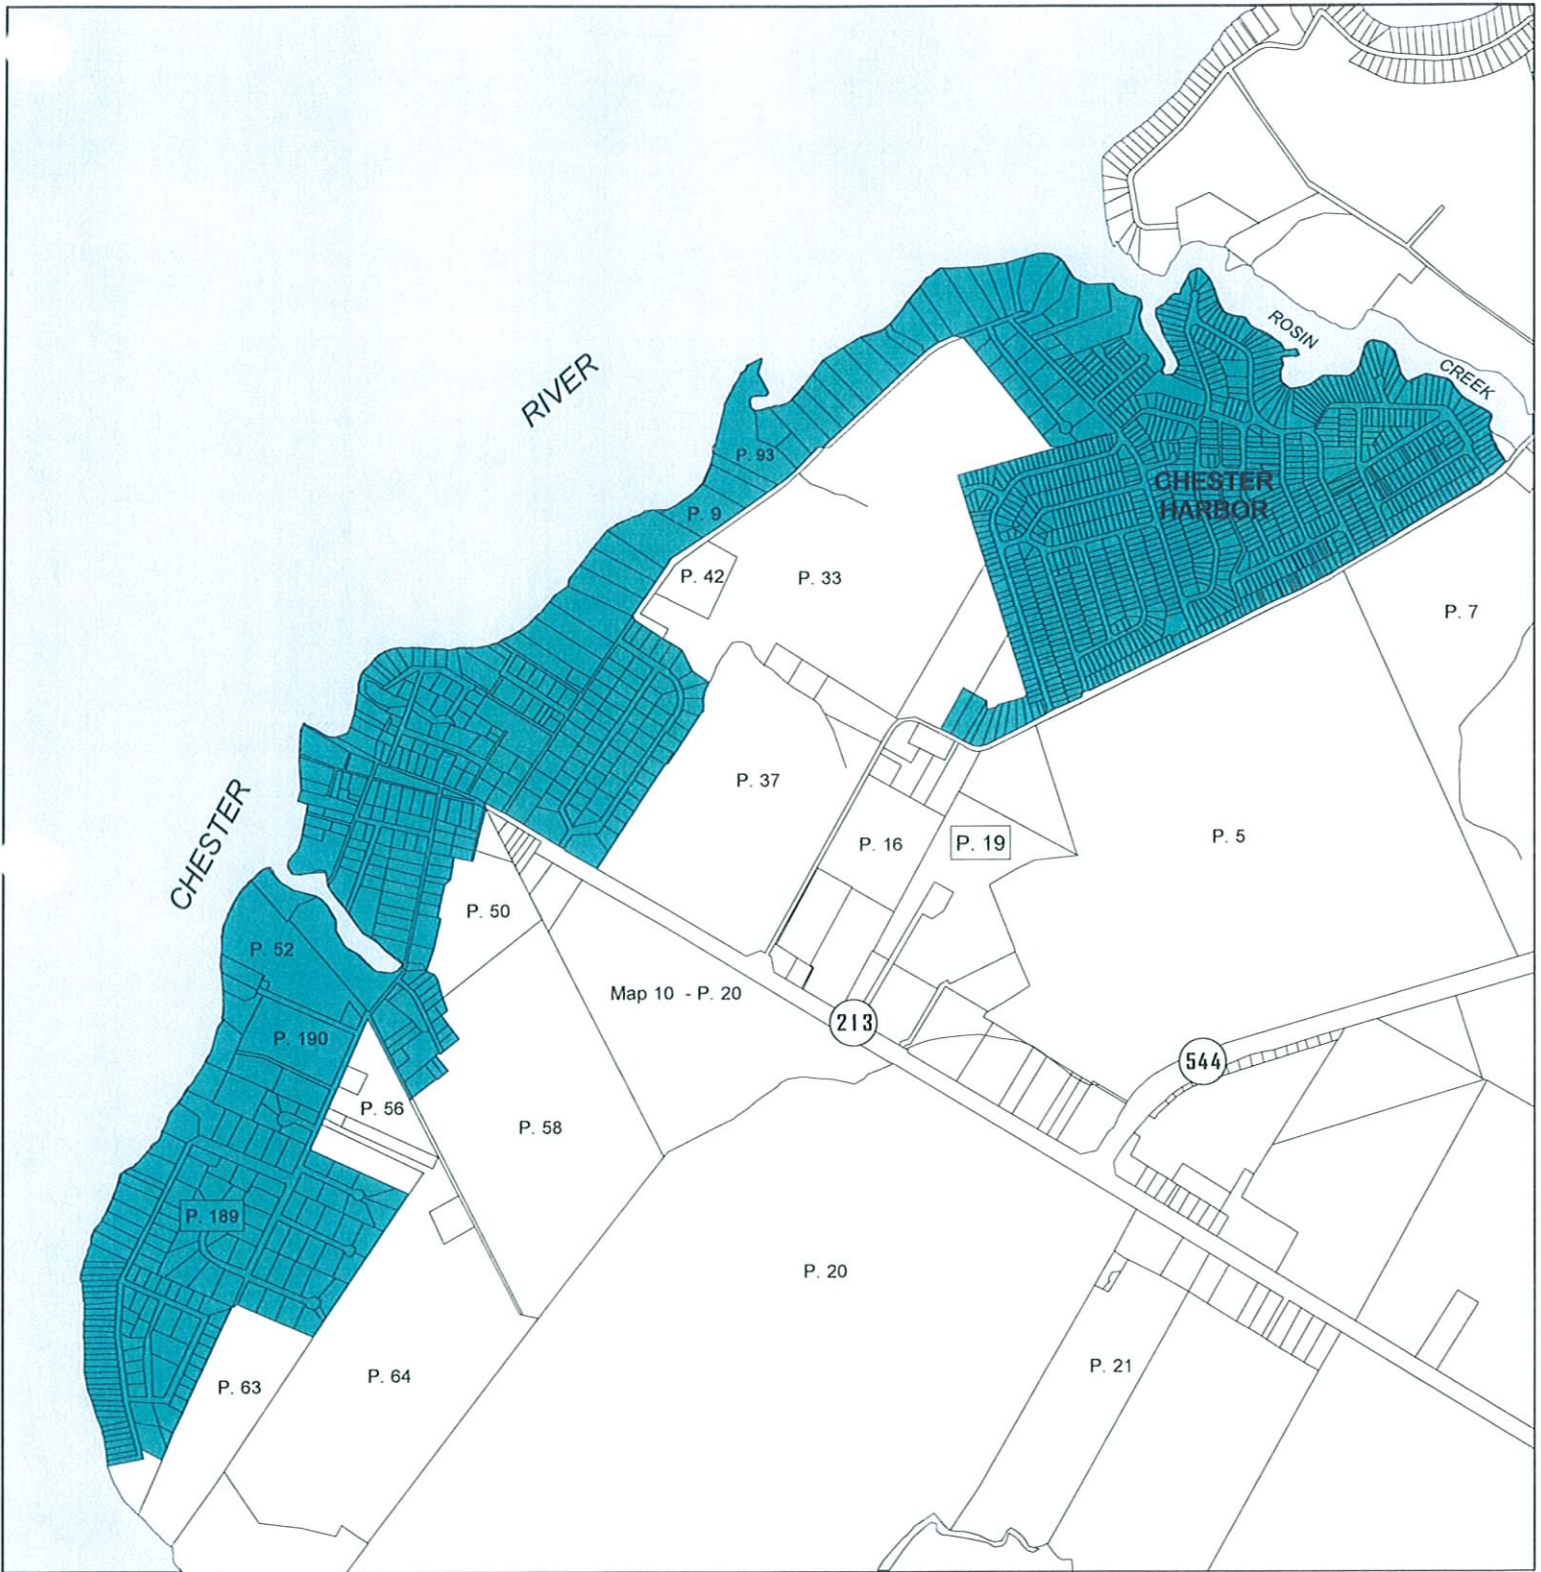 ROSIN
CREEK
RIVER
P. 93
CHESTER
HARBOR
P. 9
P. 42
P. 33
P. 7
P. 37
CHESTER
P. 16
P. 19
P. 5
P. 50
P. 52
Map 10 - P. 20
213
P. 190
544
P. 56
P. 58
P. 189
P. 20
P. 21
P. 64
P. 63